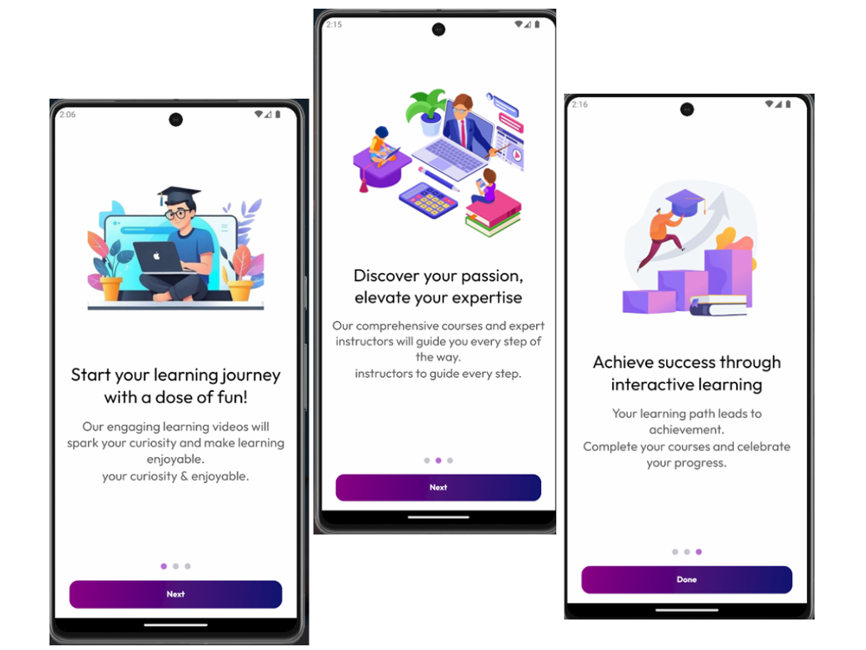 2:06
Start your learning journey
with a dose of fun!
Our engaging learning videos will
spark your curiosity and make learning
enjoyable.
your curiosity & enjoyable.
Next
2:15
Discover your passion,
elevate your expertise
Our comprehensive courses and expert
instructors will guide you every step of
the way.
instructors to guide every step.
Next
2:16
Achieve success through
interactive learning
Your learning path leads to
achievement.
Complete your courses and celebrate
your progress.
Done